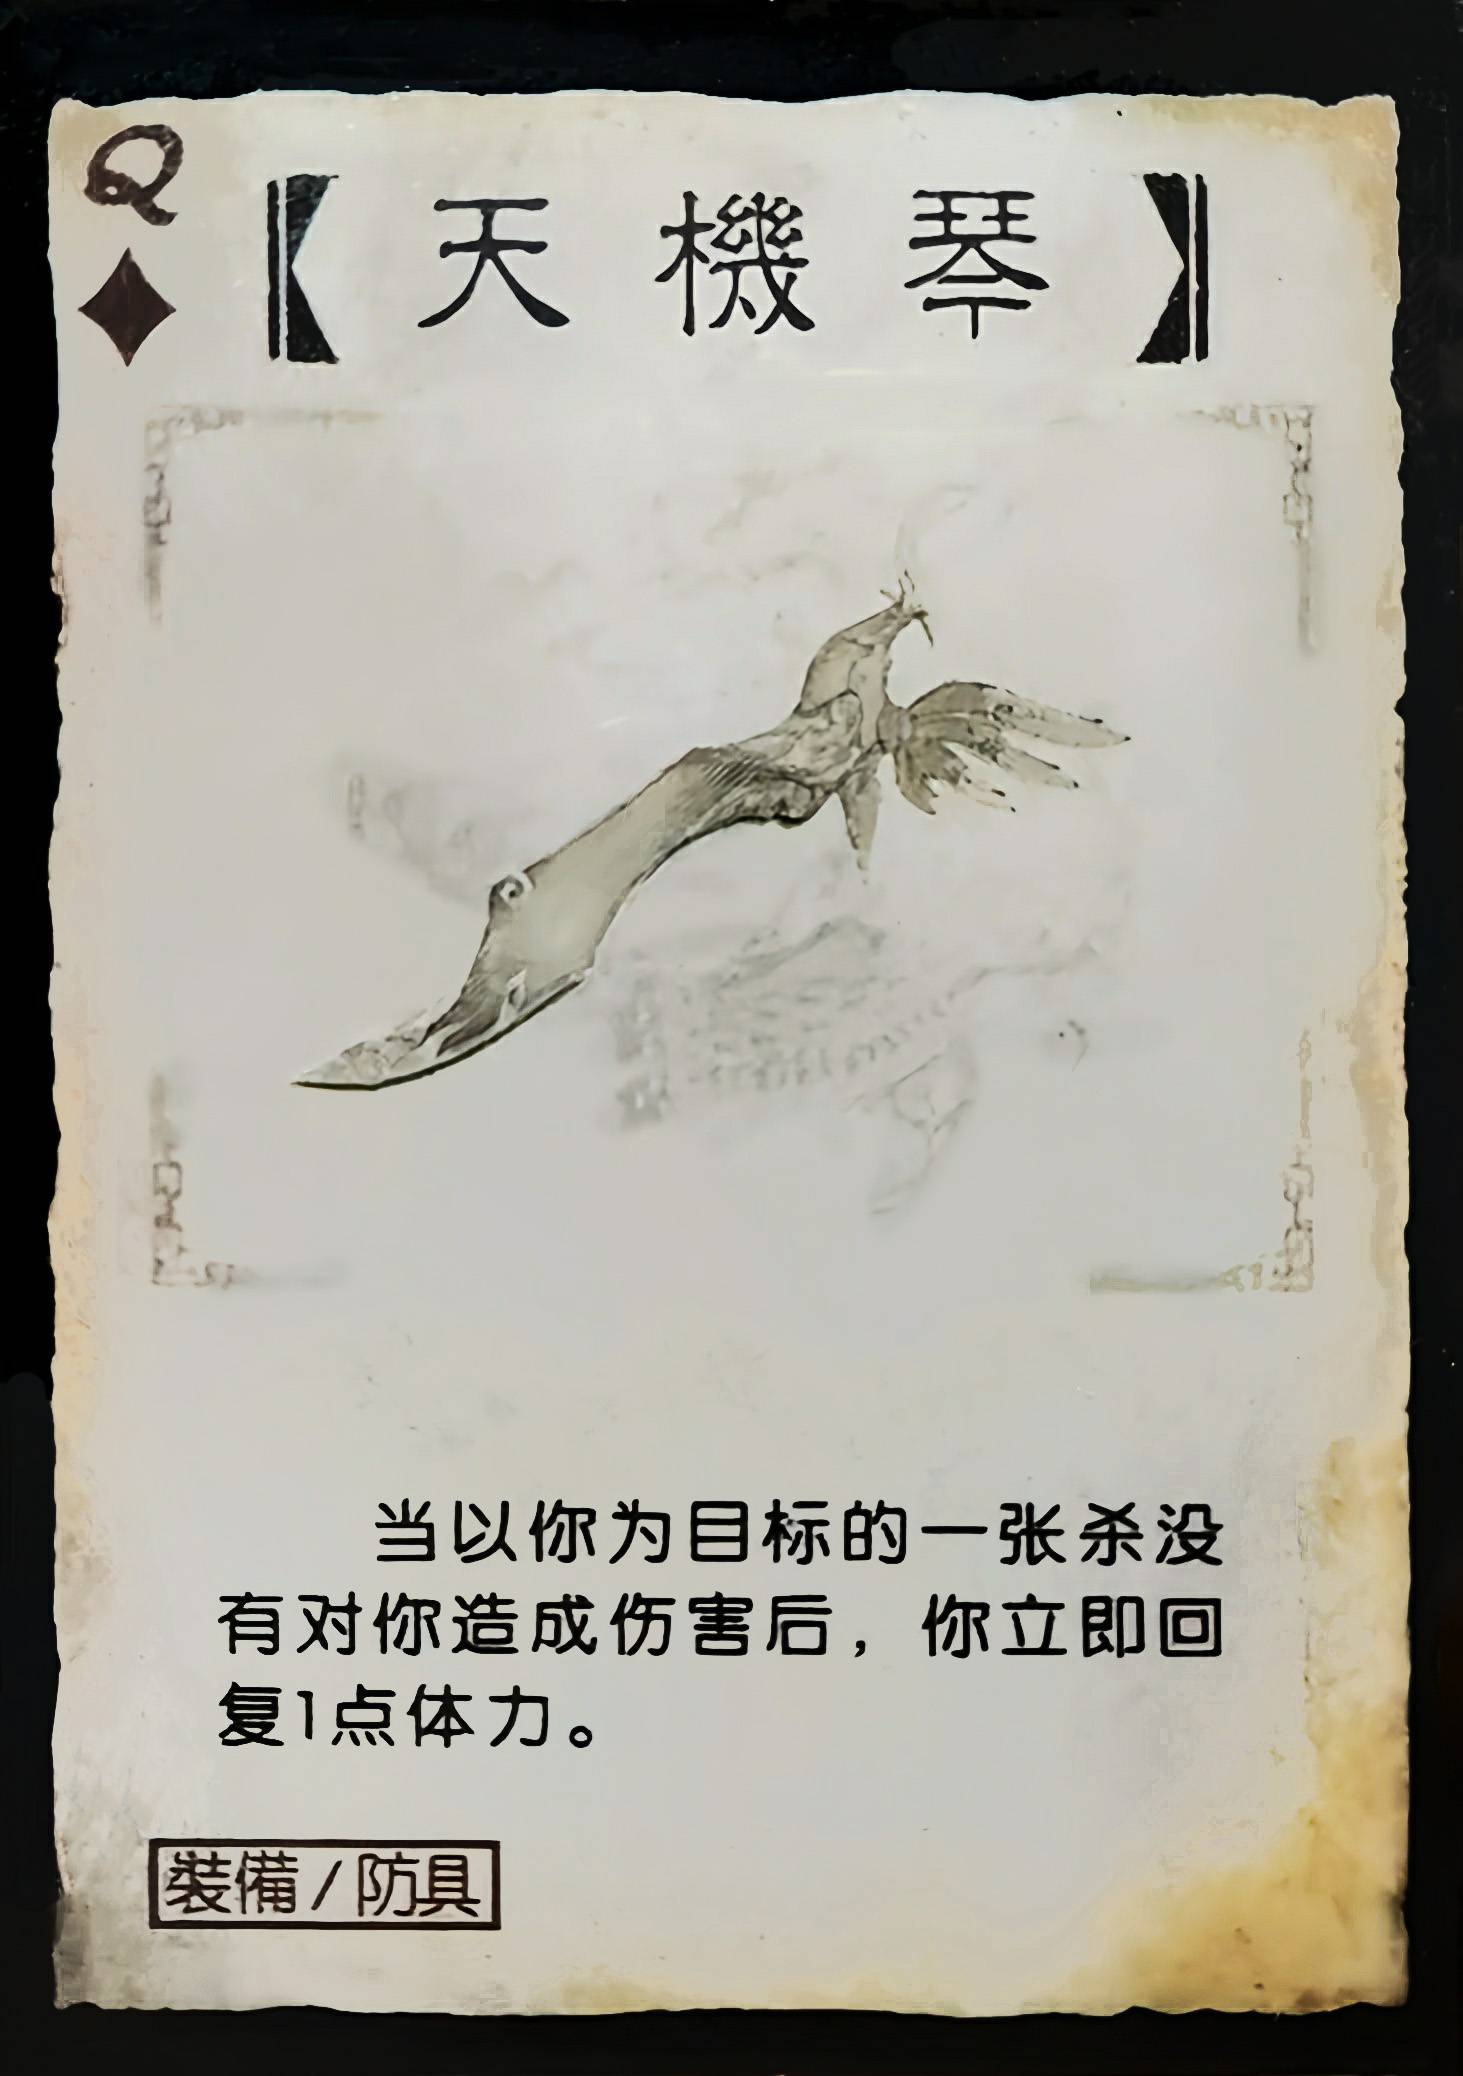 Q
【天機琴】
当以你为目标的一张杀没
有对你造成伤害后，你立即回
复1点体力。
裝備/防具